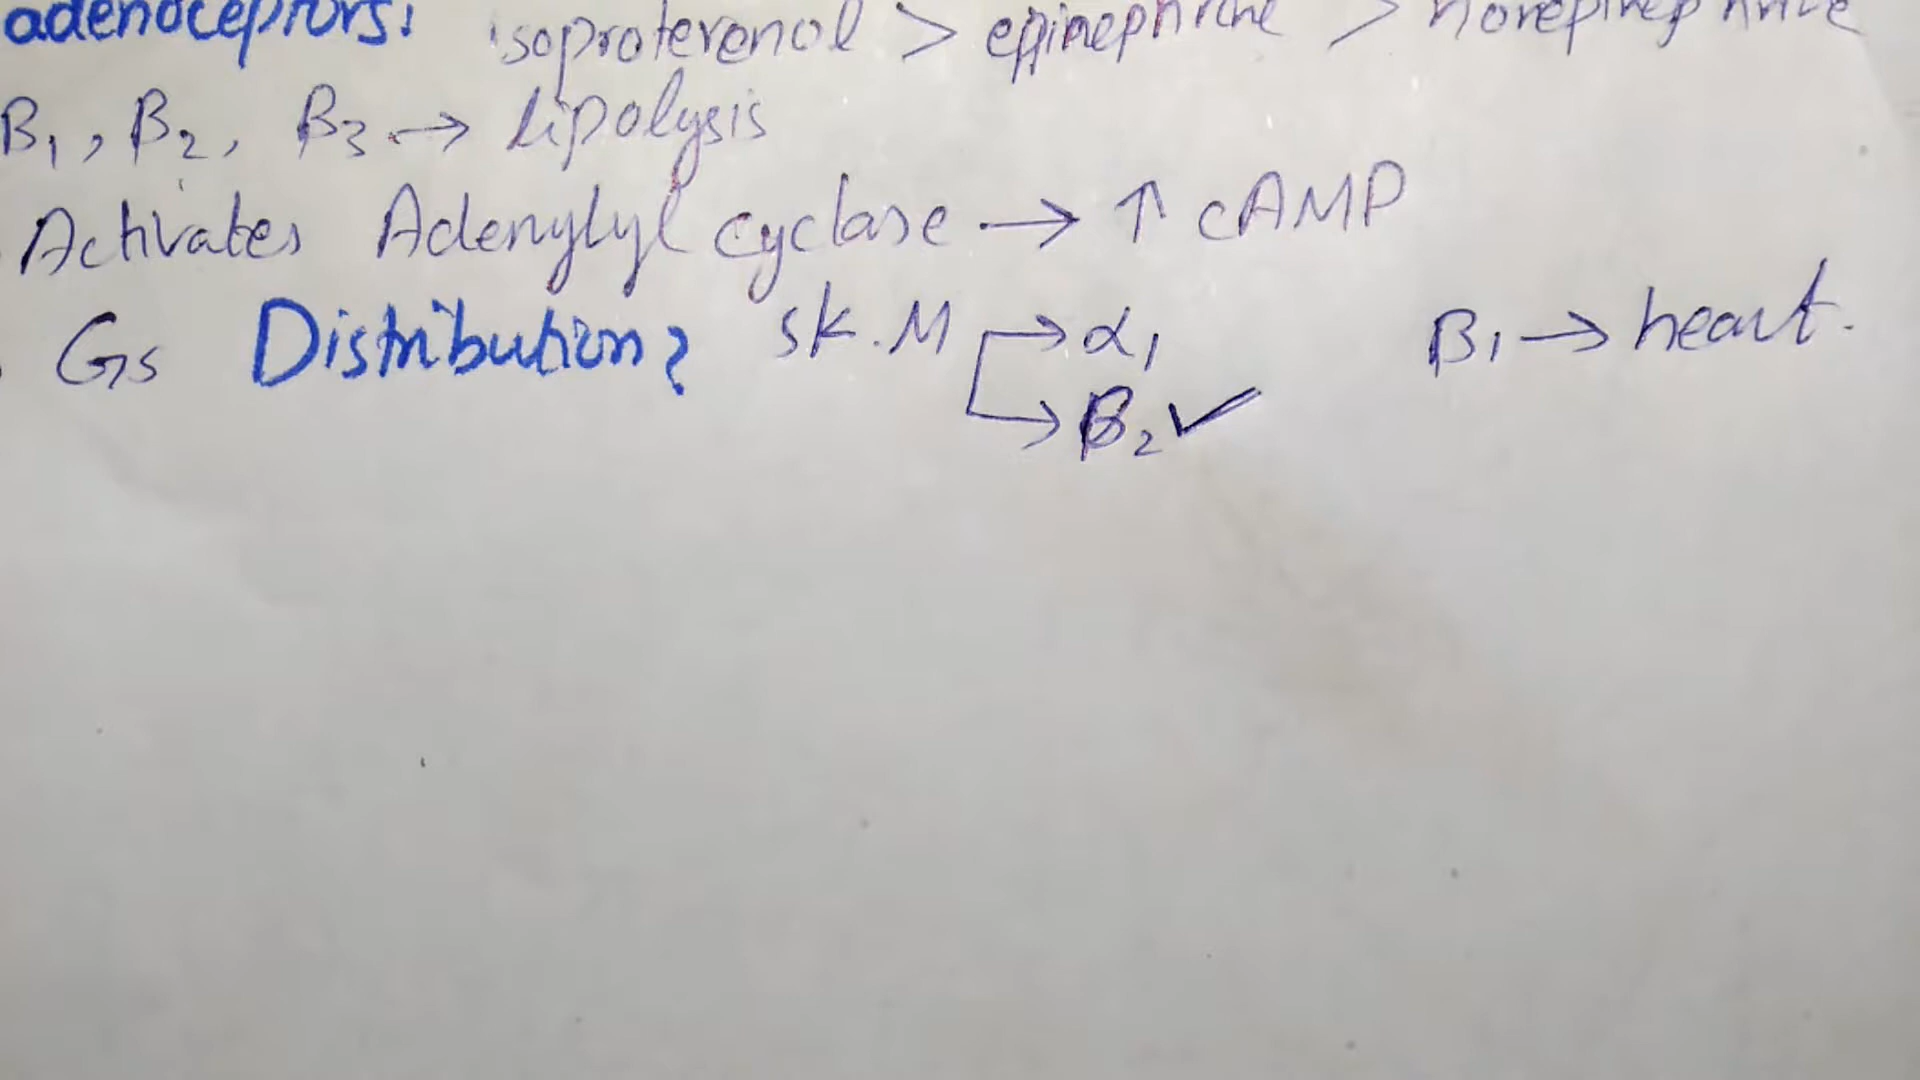 adenoceptors: isoproterenol > epinephrine > norepinephrine
B₁, B₂, B₃ → Lipolysis
Activates Adenylyl cyclase → ↑ cAMP
Gs Distribution? sk.M → α₁ B₁ → heart.
→ B₂ ✓